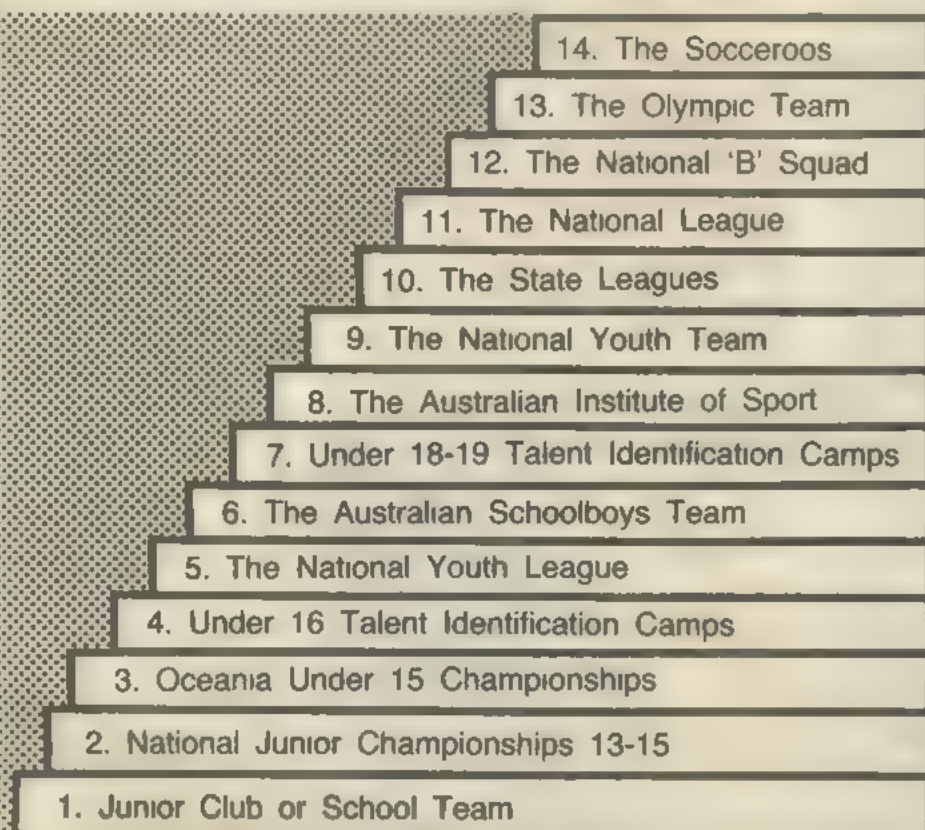 14. The Socceroos
13. The Olympic Team
12. The National ‘B’ Squad
11. The National League
10. The State Leagues
9. The National Youth Team
8. The Australian Institute of Sport
7. Under 18-19 Talent Identification Camps
6. The Australian Schoolboys Team
5. The National Youth League
4. Under 16 Talent Identification Camps
3. Oceania Under 15 Championships
2. National Junior Championships 13-15
1. Junior Club or School Team